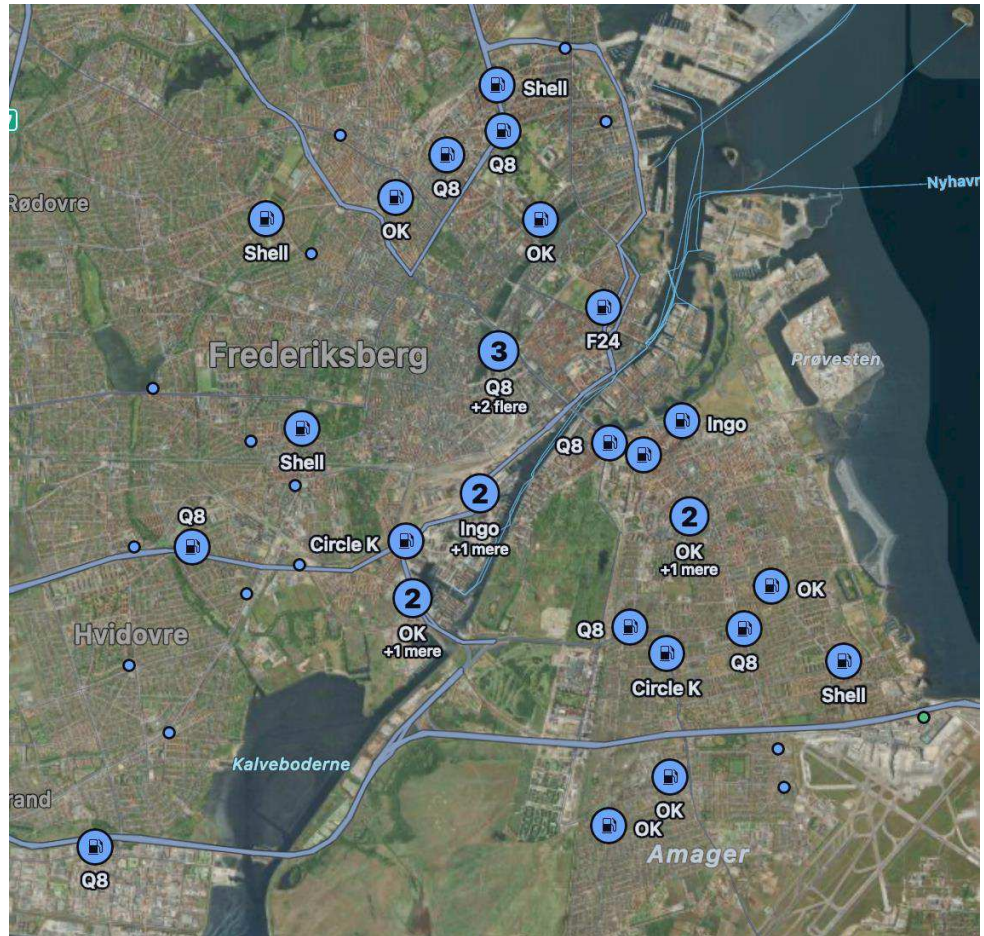 Shell
Q8
Q8
OK
Rødovre
Shell
OK
Nyhavn
F24
Frederiksberg
3
Q8
+2 flere
Prøvesten
Shell
Q8
Ingo
2
Ingo
+1 mere
Q8
Circle K
2
OK
+1 mere
OK
2
OK
+1 mere
Hvidovre
Q8
Circle K
Q8
Shell
Kalveboderne
rand
OK
OK
Amager
Q8